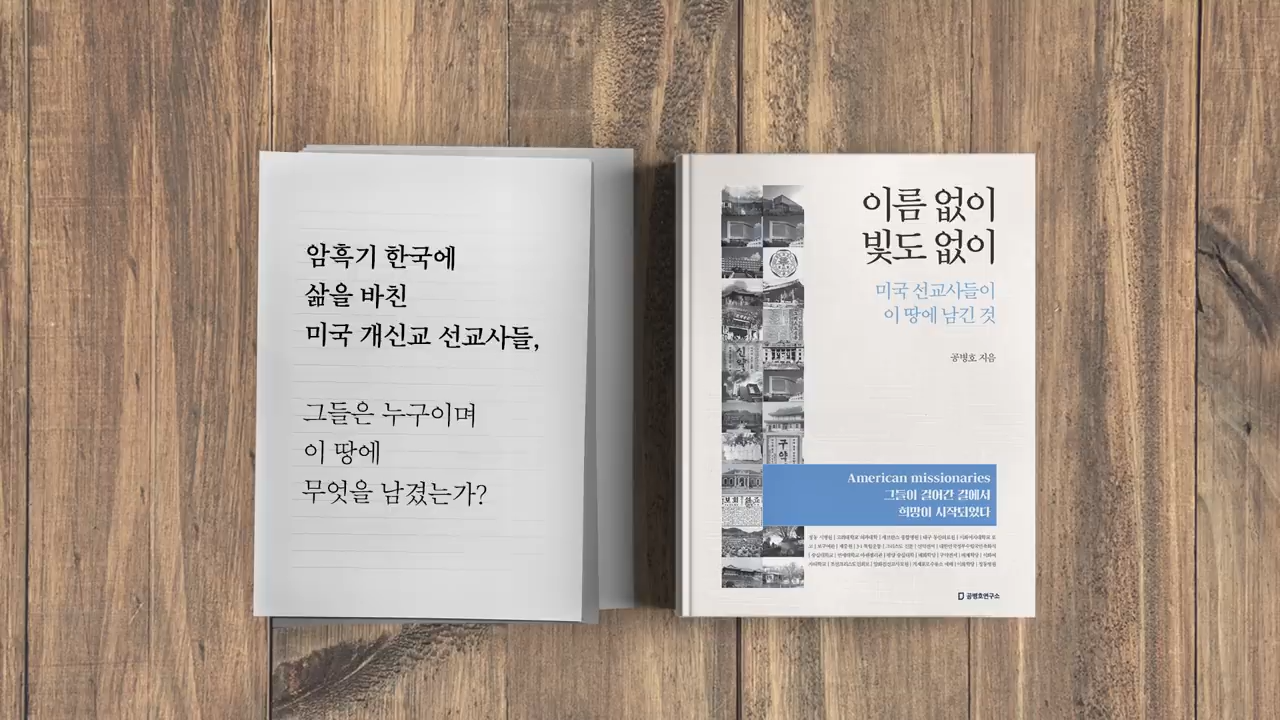 암흑기 한국에
삶을 바친
미국 개신교 선교사들,
그들은 누구이며
이 땅에
무엇을 남겼는가?
이름 없이
빛도 없이
미국 선교사들이
이 땅에 남긴 것
공병호 지음
신약
구약
American missionaries
그들이 걸어간 길에서
희망이 시작되었다
공병호연구소